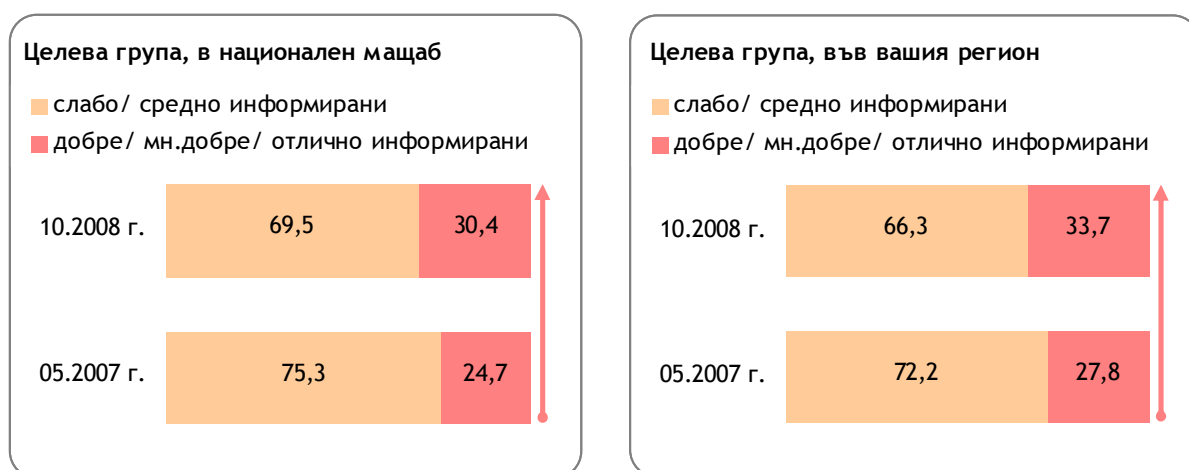 Целева група, в национален мащаб
слабо/ средно информирани
добре/ мн.добре/ отлично информирани
10.2008 г. 69,5 30,4
05.2007 г. 75,3 24,7
Целева група, във вашия регион
слабо/ средно информирани
добре/ мн.добре/ отлично информирани
10.2008 г. 66,3 33,7
05.2007 г. 72,2 27,8